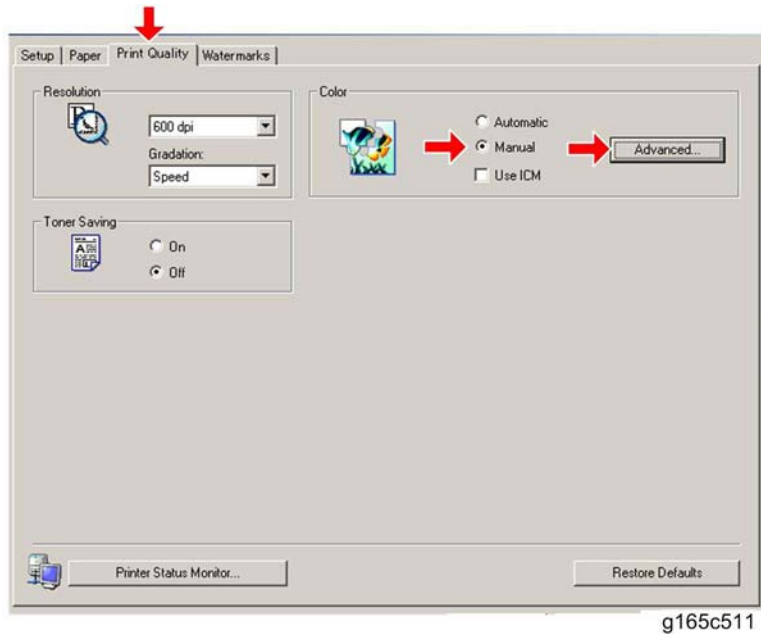 Setup Paper Print Quality Watermarks
Resolution
600 dpi
Gradation:
Speed
Color
Automatic
Manual
Use ICM
Advanced...
Toner Saving
On
Off
Printer Status Monitor...
Restore Defaults
g165c511